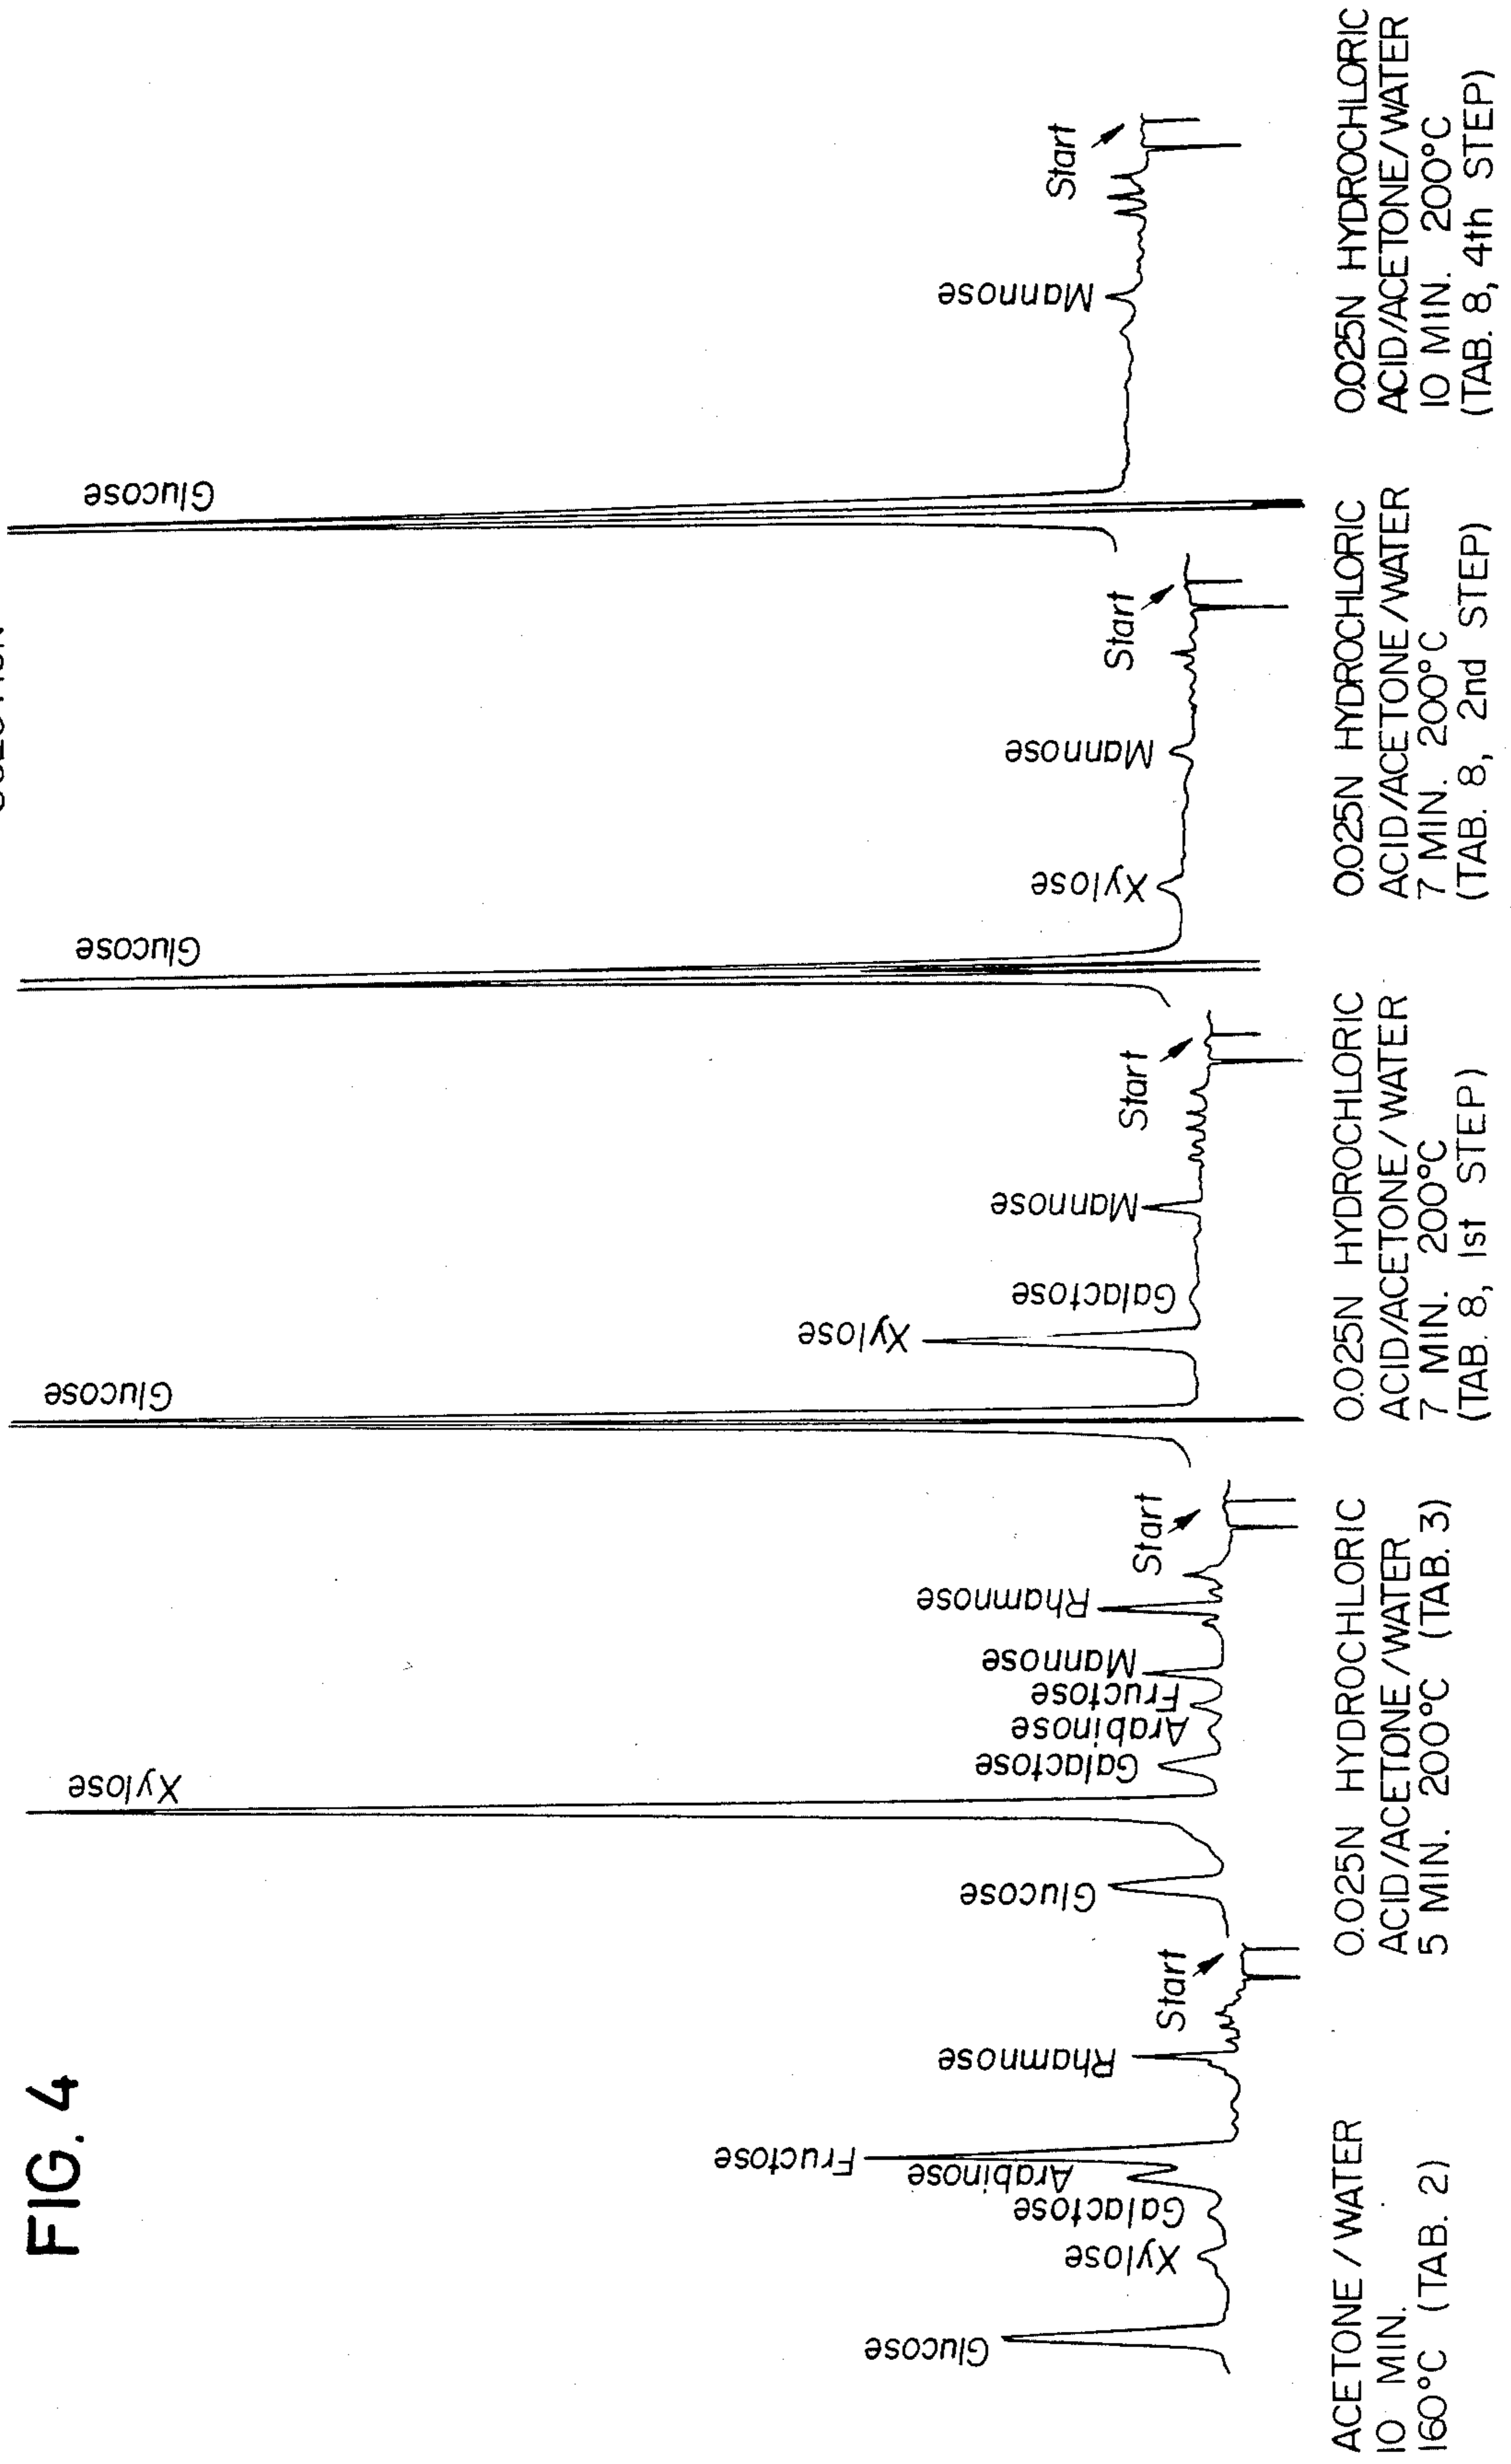 FIG. 4
Glucose
Xylose
Galactose
Arabinose
Fructose
Rhamnose
Start
ACETONE / WATER
10 MIN.
160°C (TAB. 2)
Glucose
Xylose
Galactose
Arabinose
Fructose
Mannose
Rhamnose
Start
0.025N HYDROCHLORIC
ACID/ACETONE/WATER
5 MIN. 200°C (TAB. 3)
Glucose
Xylose
Galactose
Mannose
Start
0.025N HYDROCHLORIC
ACID/ACETONE/WATER
7 MIN. 200°C
(TAB. 8, 1st STEP)
Glucose
Xylose
Mannose
Start
0.025N HYDROCHLORIC
ACID/ACETONE/WATER
7 MIN. 200°C
(TAB. 8, 2nd STEP)
Glucose
Mannose
Start
0.025N HYDROCHLORIC
ACID/ACETONE/WATER
10 MIN. 200°C
(TAB. 8, 4th STEP)